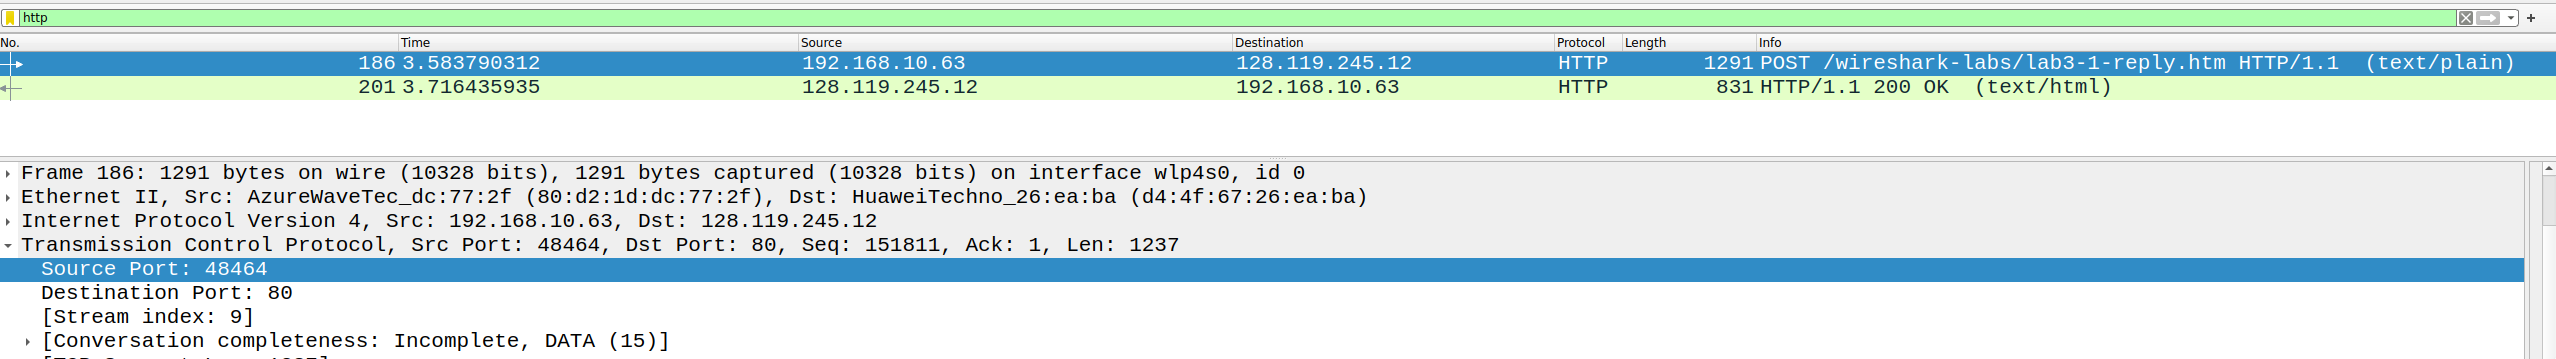 http
No. Time Source Destination Protocol Length Info
186 3.583790312 192.168.10.63 128.119.245.12 HTTP 1291 POST /wireshark-labs/lab3-1-reply.htm HTTP/1.1 (text/plain)
201 3.716435935 128.119.245.12 192.168.10.63 HTTP 831 HTTP/1.1 200 OK (text/html)
Frame 186: 1291 bytes on wire (10328 bits), 1291 bytes captured (10328 bits) on interface wlp4s0, id 0
Ethernet II, Src: AzureWaveTec_dc:77:2f (80:d2:1d:dc:77:2f), Dst: HuaweiTechno_26:ea:ba (d4:4f:67:26:ea:ba)
Internet Protocol Version 4, Src: 192.168.10.63, Dst: 128.119.245.12
Transmission Control Protocol, Src Port: 48464, Dst Port: 80, Seq: 151811, Ack: 1, Len: 1237
Source Port: 48464
Destination Port: 80
[Stream index: 9]
[Conversation completeness: Incomplete, DATA (15)]